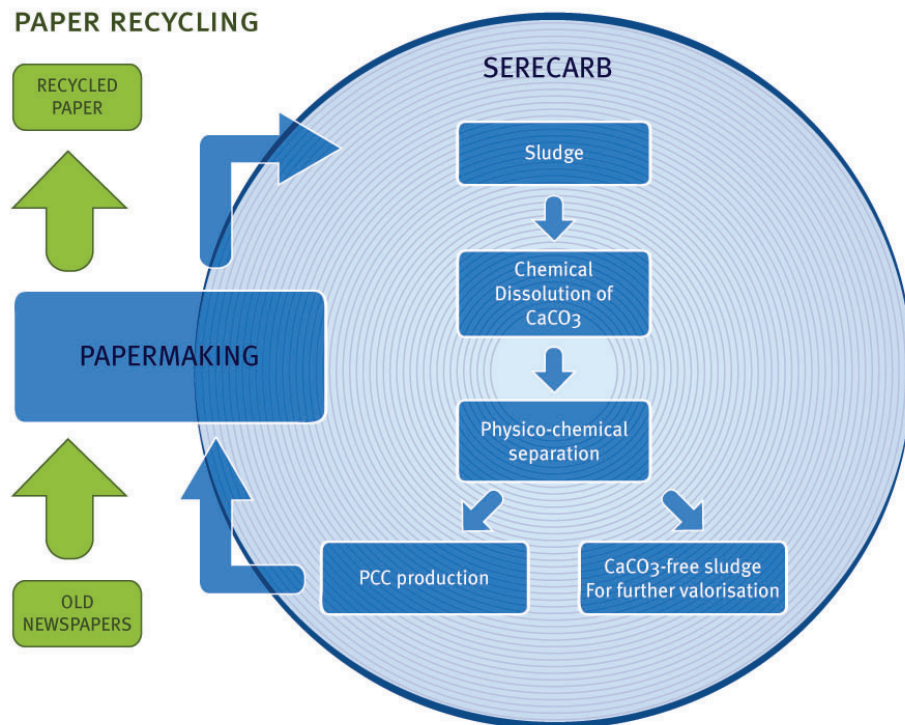 PAPER RECYCLING
RECYCLED
PAPER
PAPERMAKING
OLD
NEWSPAPERS
SERECARB
Sludge
Chemical
Dissolution of
CaCO3
Physico-chemical
separation
PCC production
CaCO3-free sludge
For further valorisation